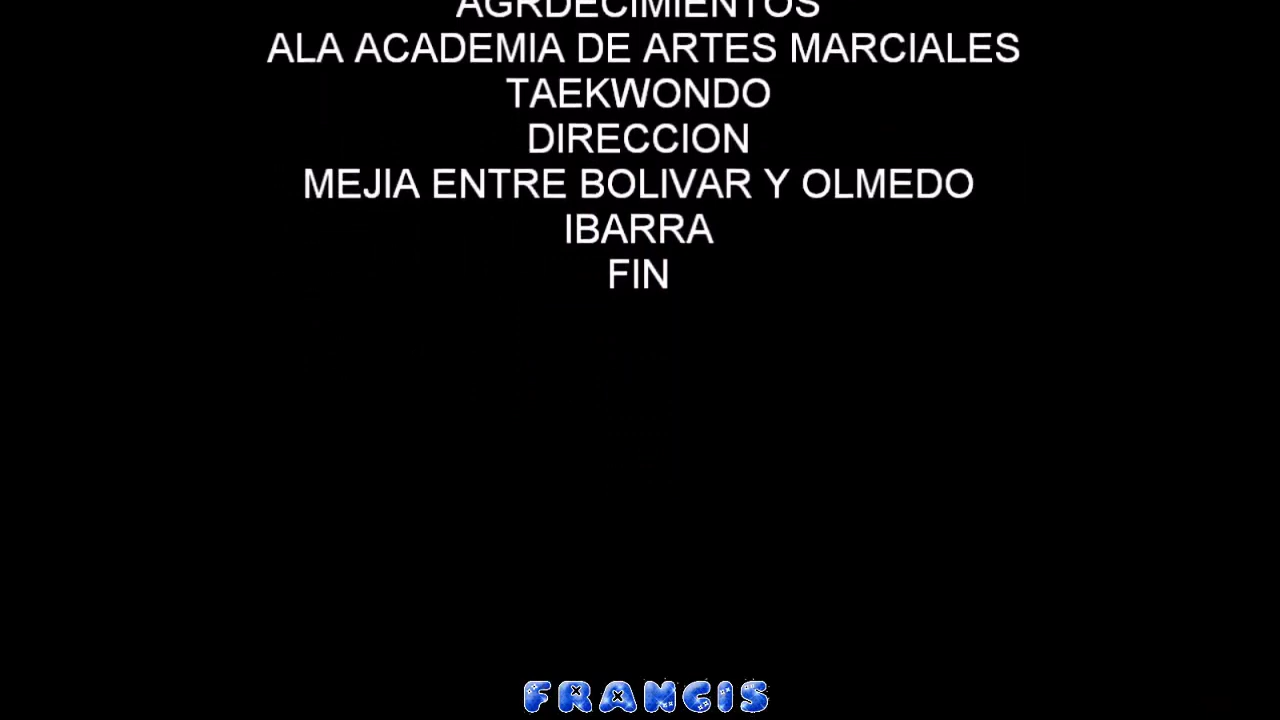 AGRDECIMIENTOS
ALA ACADEMIA DE ARTES MARCIALES
TAEKWONDO
DIRECCION
MEJIA ENTRE BOLIVAR Y OLMEDO
IBARRA
FIN
FRANCIS